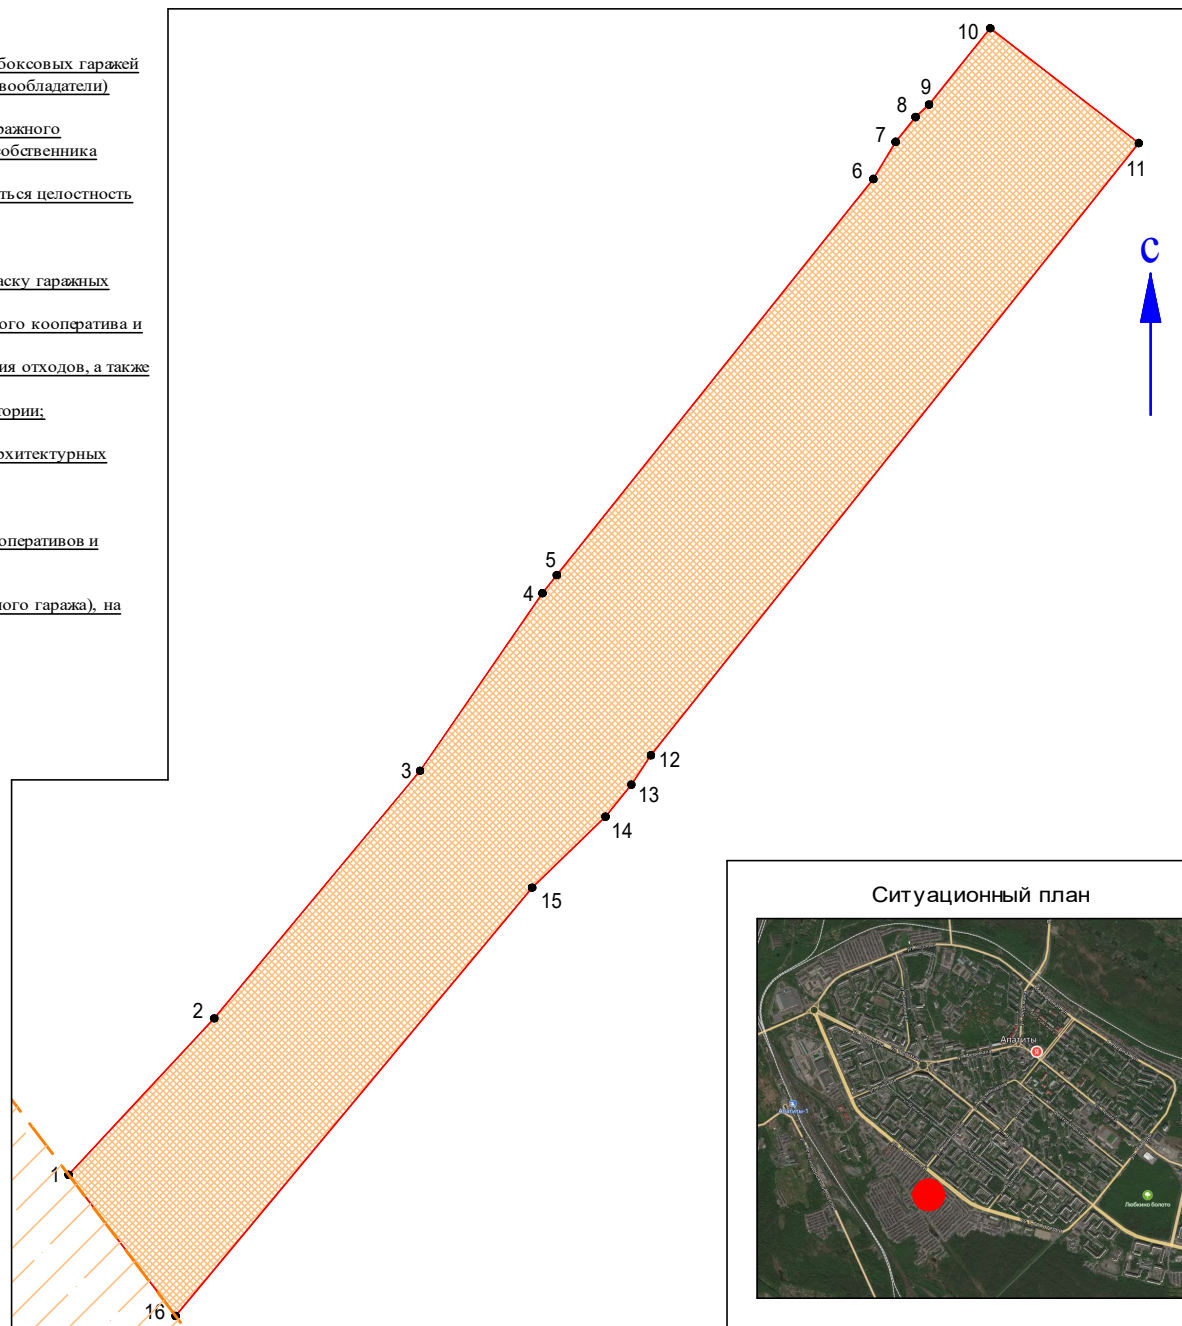 боксовых гаражей
вообладатели)
ражного
собственника
ться целостность
аску гаражных
ого кооператива и
ия отходов, а также
тории;
рхитектурных
оперативов и
ного гаража), на
10
9
8
7
11
6
С
5
4
3
12
13
14
15
2
1
16
Ситуационный план
Апатиты
Апатиты-1
Любкино болото